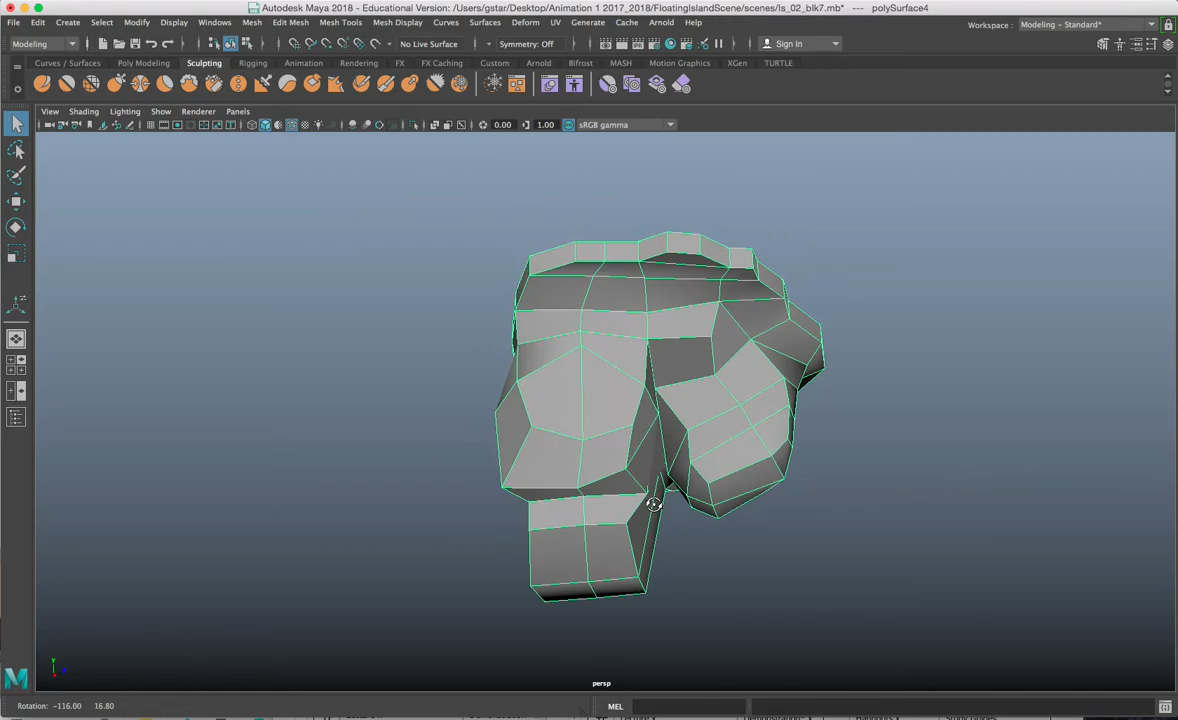 Autodesk Maya 2018 - Educational Version: /Users/gstar/Desktop/Animation 1 2017_2018/FloatingIslandScene/scenes/Is_02_blk7.mb* --- polySurface4
File Edit Create Select Modify Display Windows Mesh Edit Mesh Mesh Tools Mesh Display Curves Surfaces Deform UV Generate Cache Arnold Help Workspace : Modeling - Standard*
Modeling No Live Surface Symmetry: Off Sign In
Curves / Surfaces Poly Modeling Sculpting Rigging Animation Rendering FX FX Caching Custom Arnold Bifrost MASH Motion Graphics XGen TURTLE
View Shading Lighting Show Renderer Panels
0.00 1.00 sRGB gamma
y
persp
Rotation: -116.00 16.80 MEL